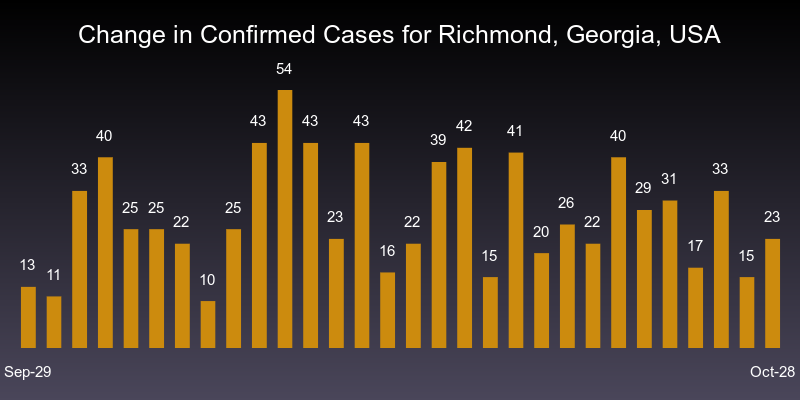 Change in Confirmed Cases for Richmond, Georgia, USA
13 11 33 40 25 25 22 10 25 43 54 43 23 43 16 22 39 42 15 41 20 26 22 40 29 31 17 33 15 23
Sep-29 Oct-28